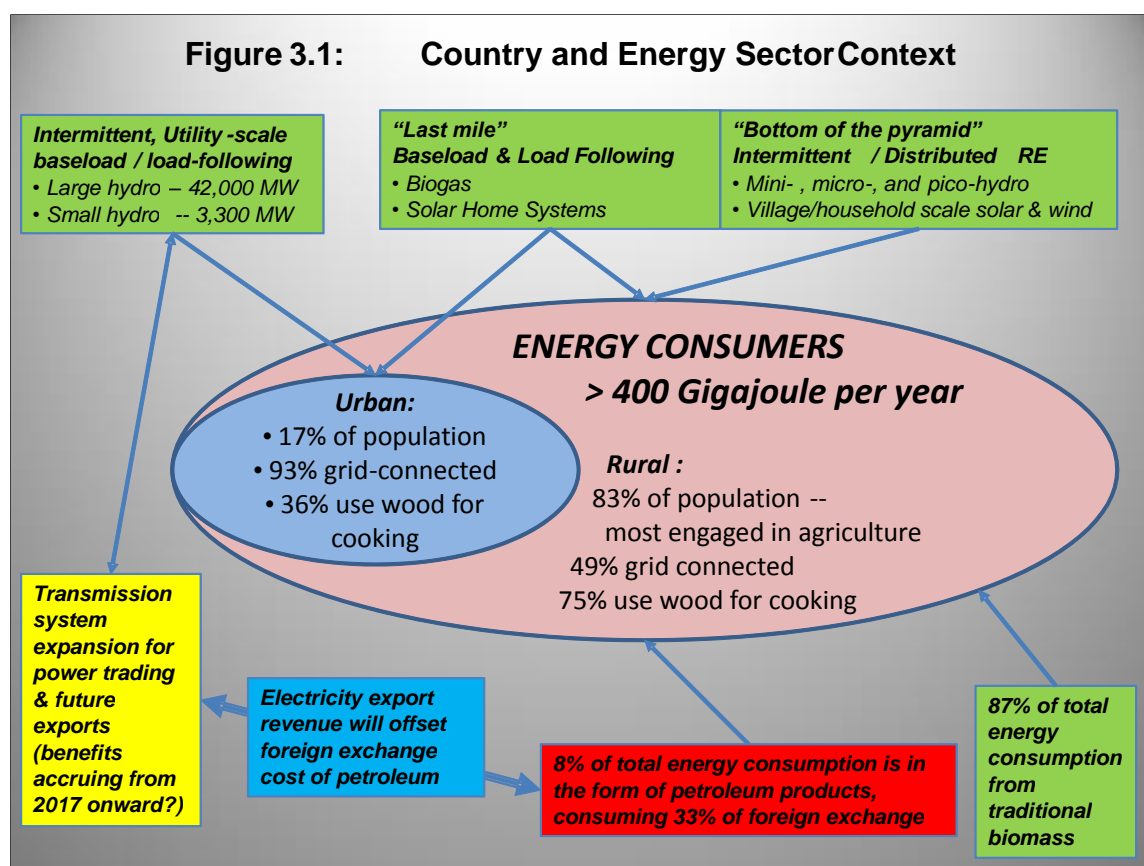 Figure 3.1: Country and Energy Sector Context
Intermittent, Utility -scale
baseload / load-following
• Large hydro – 42,000 MW
• Small hydro -- 3,300 MW
“Last mile”
Baseload & Load Following
• Biogas
• Solar Home Systems
“Bottom of the pyramid”
Intermittent / Distributed RE
• Mini- , micro-, and pico-hydro
• Village/household scale solar & wind
ENERGY CONSUMERS
> 400 Gigajoule per year
Urban:
• 17% of population
• 93% grid-connected
• 36% use wood for
cooking
Rural :
83% of population --
most engaged in agriculture
49% grid connected
75% use wood for cooking
Transmission
system
expansion for
power trading
& future
exports
(benefits
accruing from
2017 onward?)
Electricity export
revenue will offset
foreign exchange
cost of petroleum
8% of total energy consumption is in
the form of petroleum products,
consuming 33% of foreign exchange
87% of total
energy
consumption
from
traditional
biomass